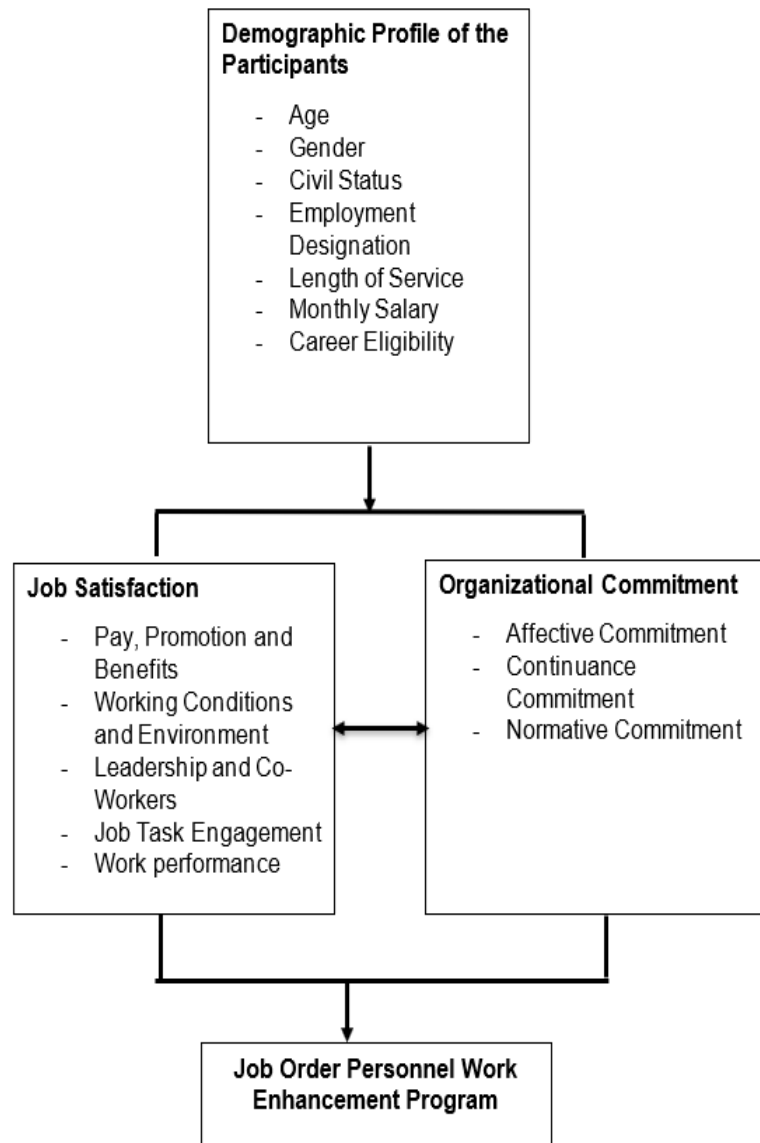 Demographic Profile of the
Participants
- Age
- Gender
- Civil Status
- Employment
Designation
- Length of Service
- Monthly Salary
- Career Eligibility
Job Satisfaction
- Pay, Promotion and
Benefits
- Working Conditions
and Environment
- Leadership and Co-
Workers
- Job Task Engagement
- Work performance
Organizational Commitment
- Affective Commitment
- Continuance
Commitment
- Normative Commitment
Job Order Personnel Work
Enhancement Program